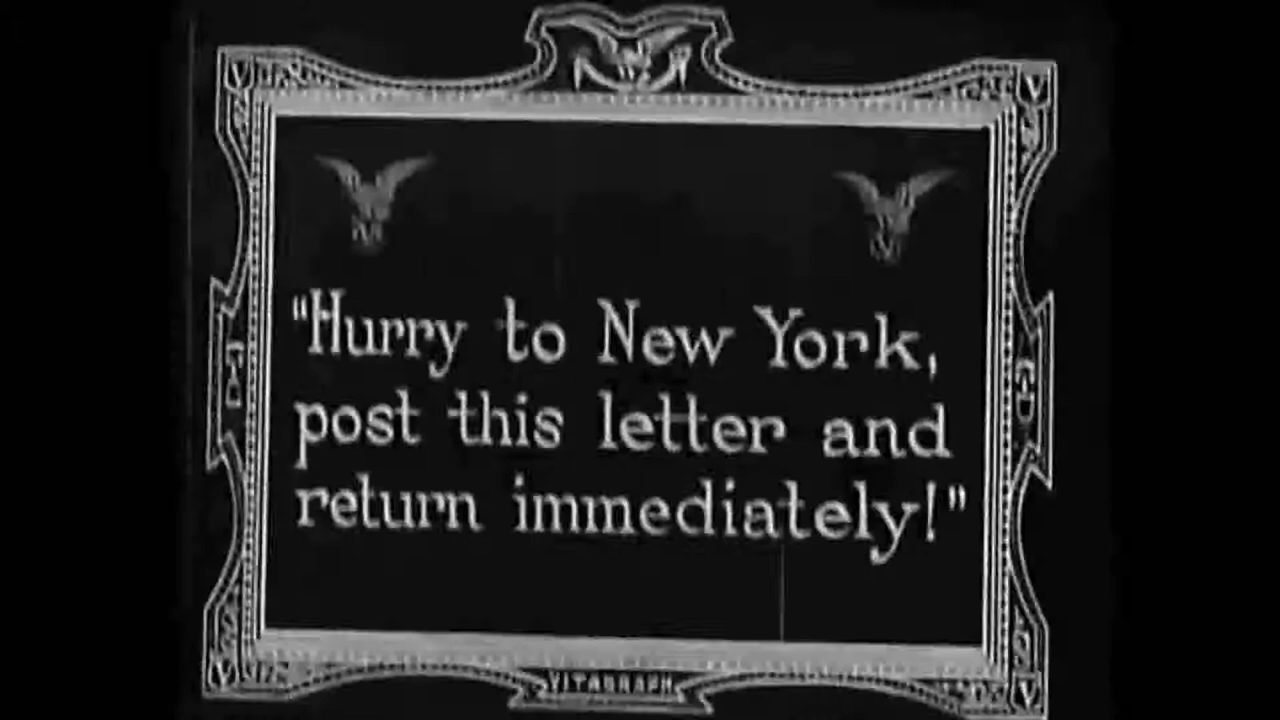 V V
"Hurry to New York,
post this letter and
return immediately!"
V VITAGRAPH V